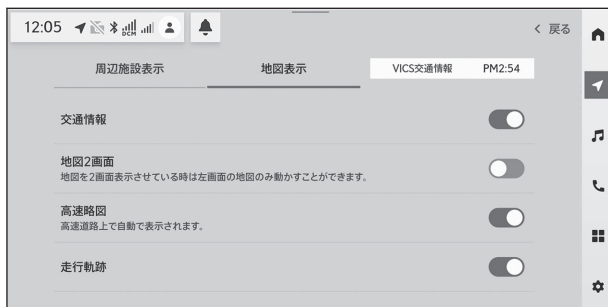 12:05
DCM
戻る
周辺施設表示
地図表示
VICS交通情報 PM2:54
交通情報
地図2画面
地図を2画面表示させている時は左画面の地図のみ動かすことができます。
高速略図
高速道路上で自動で表示されます。
走行軌跡